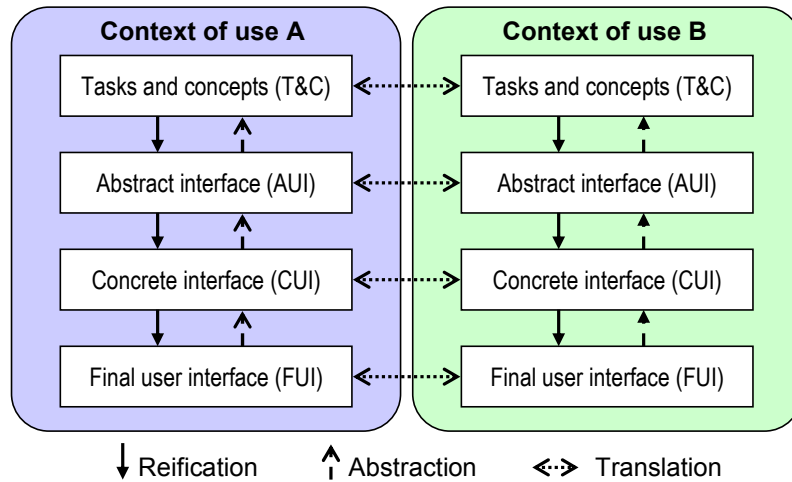 Context of use A
Context of use B
Tasks and concepts (T&C)
Tasks and concepts (T&C)
Abstract interface (AUI)
Abstract interface (AUI)
Concrete interface (CUI)
Concrete interface (CUI)
Final user interface (FUI)
Final user interface (FUI)
Reification
Abstraction
Translation